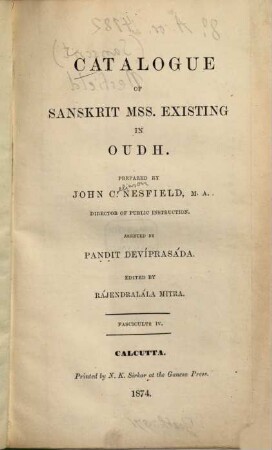 CATALOGUE
OF
SANSKRIT MSS. EXISTING
IN
OUDH.
PREPARED BY
JOHN C. NESFIELD, M. A.
DIRECTOR OF PUBLIC INSTRUCTION.
ASSISTED BY
PAṆḌIT DEVÍPRASÁDA.
EDITED BY
RÁJENDRALÁLA MITRA.
FASCICULUS IV.
CALCUTTA.
Printed by N. K. Sirkar at the Ganesa Press.
1874.